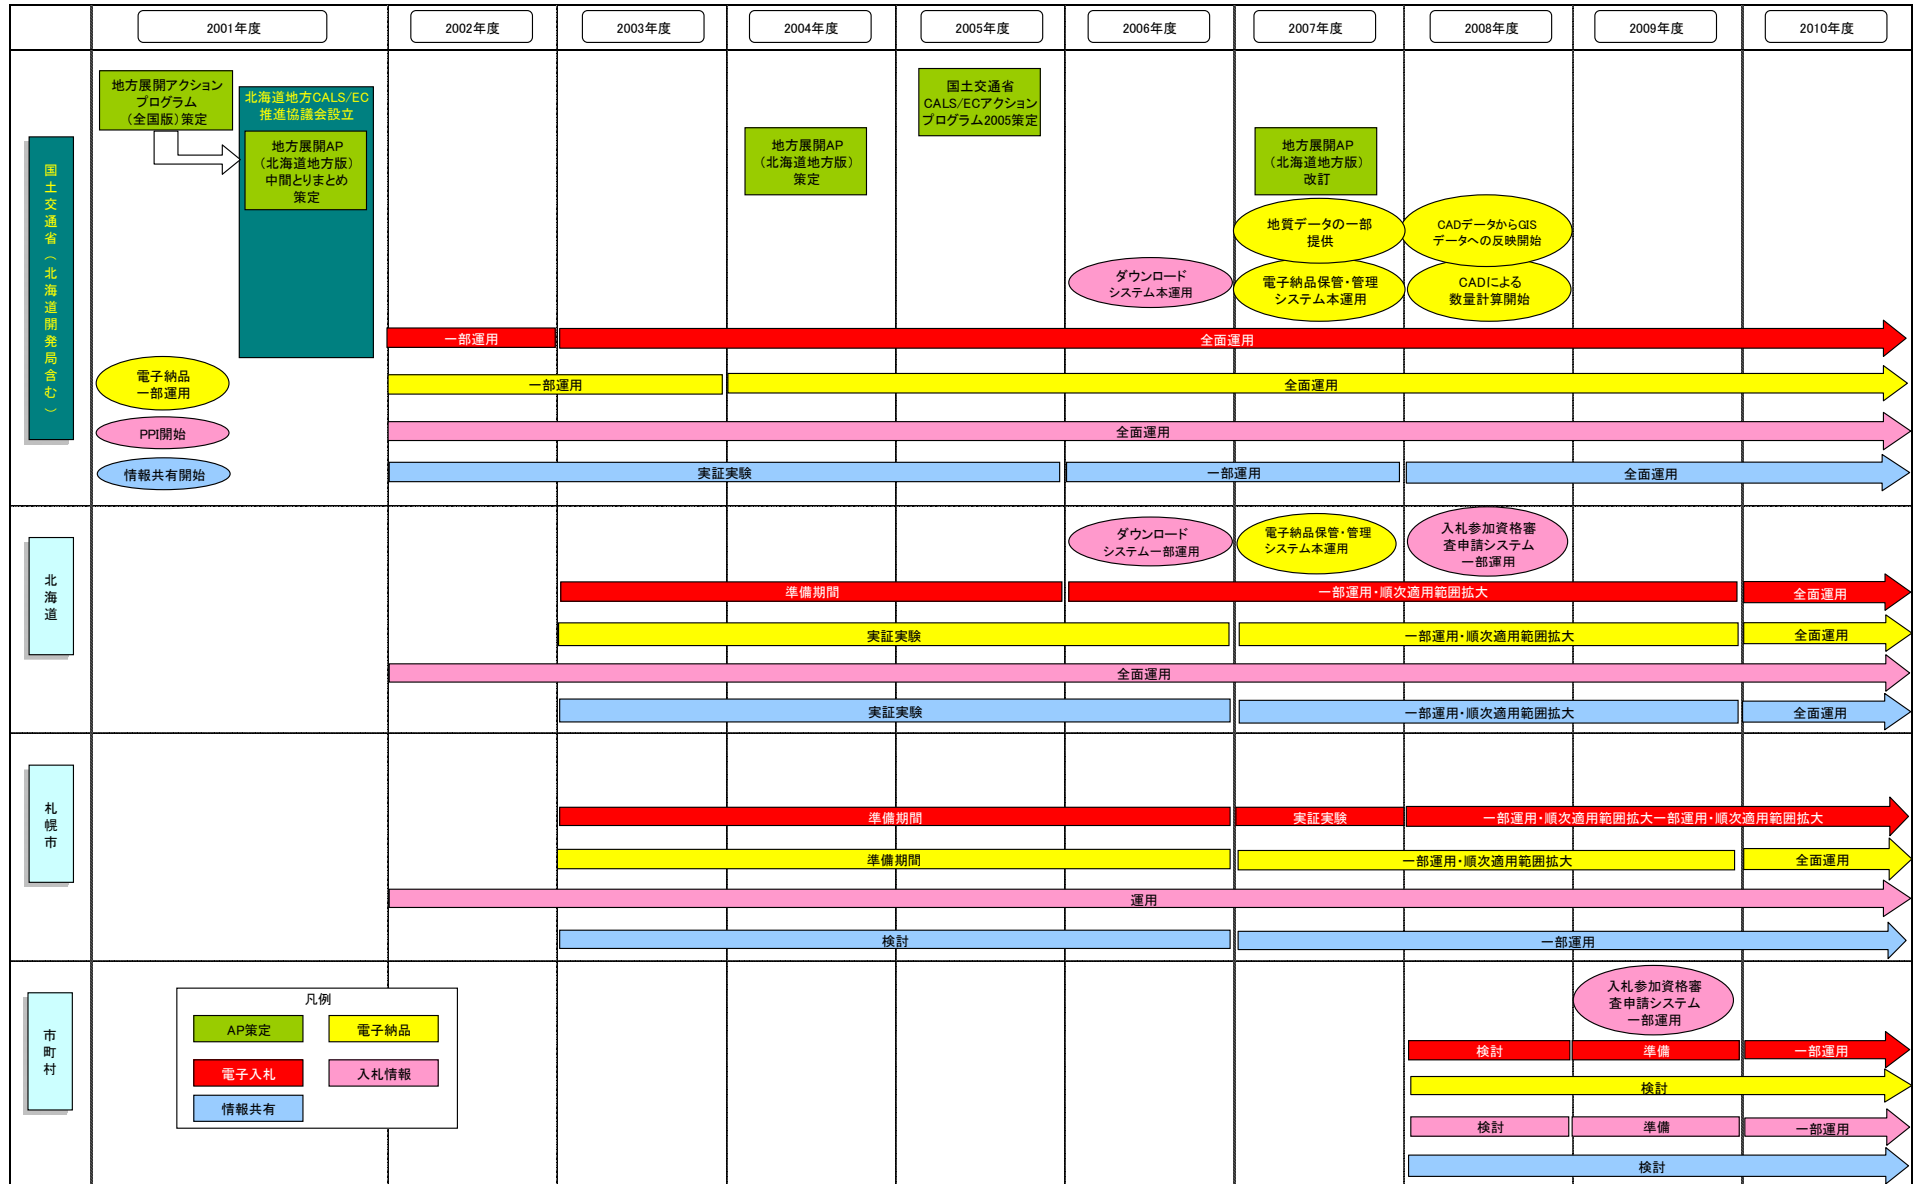 2001年度
2002年度
2003年度
2004年度
2005年度
2006年度
2007年度
2008年度
2009年度
2010年度
国土交通省（北海道開発局含む）
地方展開アクション
プログラム
（全国版）策定
北海道地方CALS/EC
推進協議会設立
地方展開AP
（北海道地方版）
中間とりまとめ
策定
地方展開AP
（北海道地方版）
策定
国土交通省
CALS/ECアクション
プログラム2005策定
地方展開AP
（北海道地方版）
改訂
地質データの一部
提供
CADデータからGIS
データへの反映開始
ダウンロード
システム本運用
電子納品保管・管理
システム本運用
CADによる
数量計算開始
一部運用
全面運用
電子納品
一部運用
一部運用
全面運用
PPI開始
全面運用
情報共有開始
実証実験
一部運用
全面運用
北海道
ダウンロード
システム一部運用
電子納品保管・管理
システム本運用
入札参加資格審
査申請システム
一部運用
準備期間
一部運用・順次適用範囲拡大
全面運用
実証実験
一部運用・順次適用範囲拡大
全面運用
全面運用
実証実験
一部運用・順次適用範囲拡大
全面運用
札幌市
準備期間
実証実験
一部運用・順次適用範囲拡大一部運用・順次適用範囲拡大
準備期間
一部運用・順次適用範囲拡大
全面運用
運用
検討
一部運用
市町村
入札参加資格審
査申請システム
一部運用
検討
準備
一部運用
検討
検討
準備
一部運用
検討
凡例
AP策定
電子納品
電子入札
入札情報
情報共有